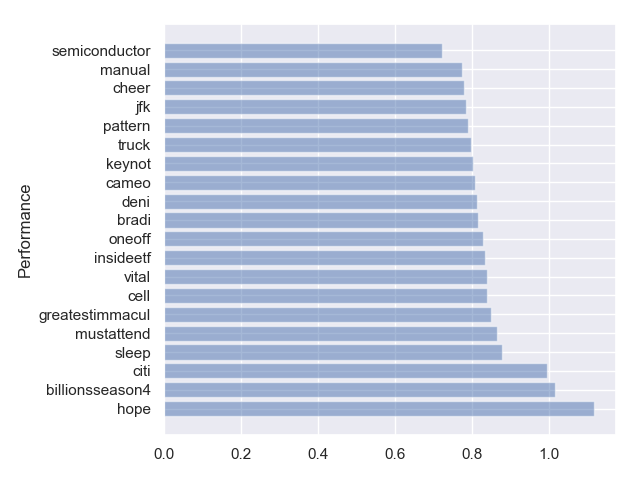 semiconductor
manual
cheer
jfk
pattern
truck
keynot
cameo
deni
bradi
oneoff
insideetf
vital
cell
greatestimmacul
mustattend
sleep
citi
billionsseason4
hope
Performance
0.0 0.2 0.4 0.6 0.8 1.0